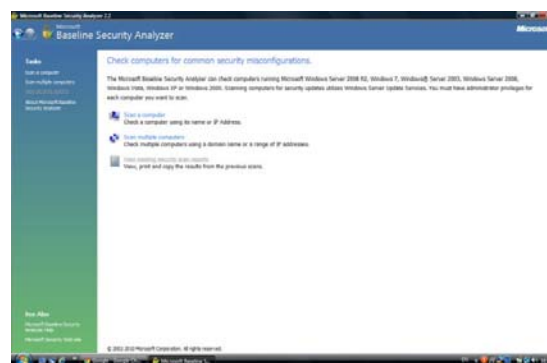 Microsoft Baseline Security Analyzer 2.2
Microsoft
Baseline Security Analyzer
Microsoft
Tasks
Scan a computer
Scan multiple computers
About Microsoft Baseline
Security Analyzer
See Also
Microsoft Baseline Security
Analyzer Help
Microsoft Security Web site
Check computers for common security misconfigurations.
The Microsoft Baseline Security Analyzer can check computers running Microsoft Windows Server 2008 R2, Windows 7, Windows® Server 2003, Windows Server 2008,
Windows Vista, Windows XP or Windows 2000. Scanning computers for security updates utilizes Windows Server Update Services. You must have administrator privileges for
each computer you want to scan.
Scan a computer
Check a computer using its name or IP Address.
Scan multiple computers
Check multiple computers using a domain name or a range of IP addresses.
View existing security scan reports
View, print and copy the results from the previous scans.
© 2002-2010 Microsoft Corporation. All rights reserved.
Microsoft Baseline S...